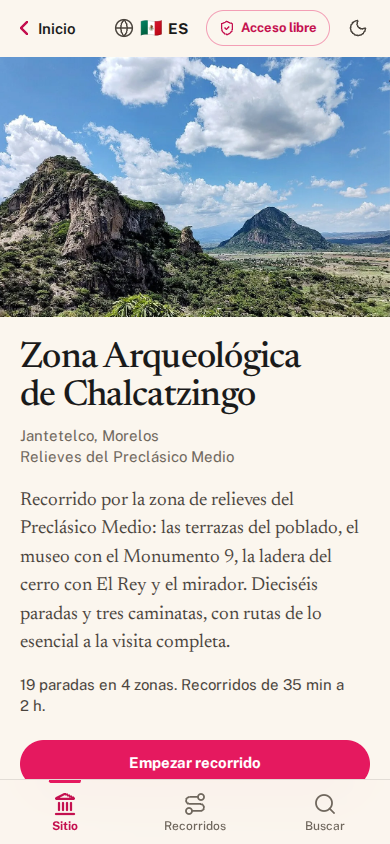 Inicio
ES
Acceso libre
Zona Arqueológica
de Chalcatzingo
Jantetelco, Morelos
Relieves del Preclásico Medio
Recorrido por la zona de relieves del
Preclásico Medio: las terrazas del poblado, el
museo con el Monumento 9, la ladera del
cerro con El Rey y el mirador. Dieciséis
paradas y tres caminatas, con rutas de lo
esencial a la visita completa.
19 paradas en 4 zonas. Recorridos de 35 min a
2 h.
Empezar recorrido
Sitio
Recorridos
Buscar